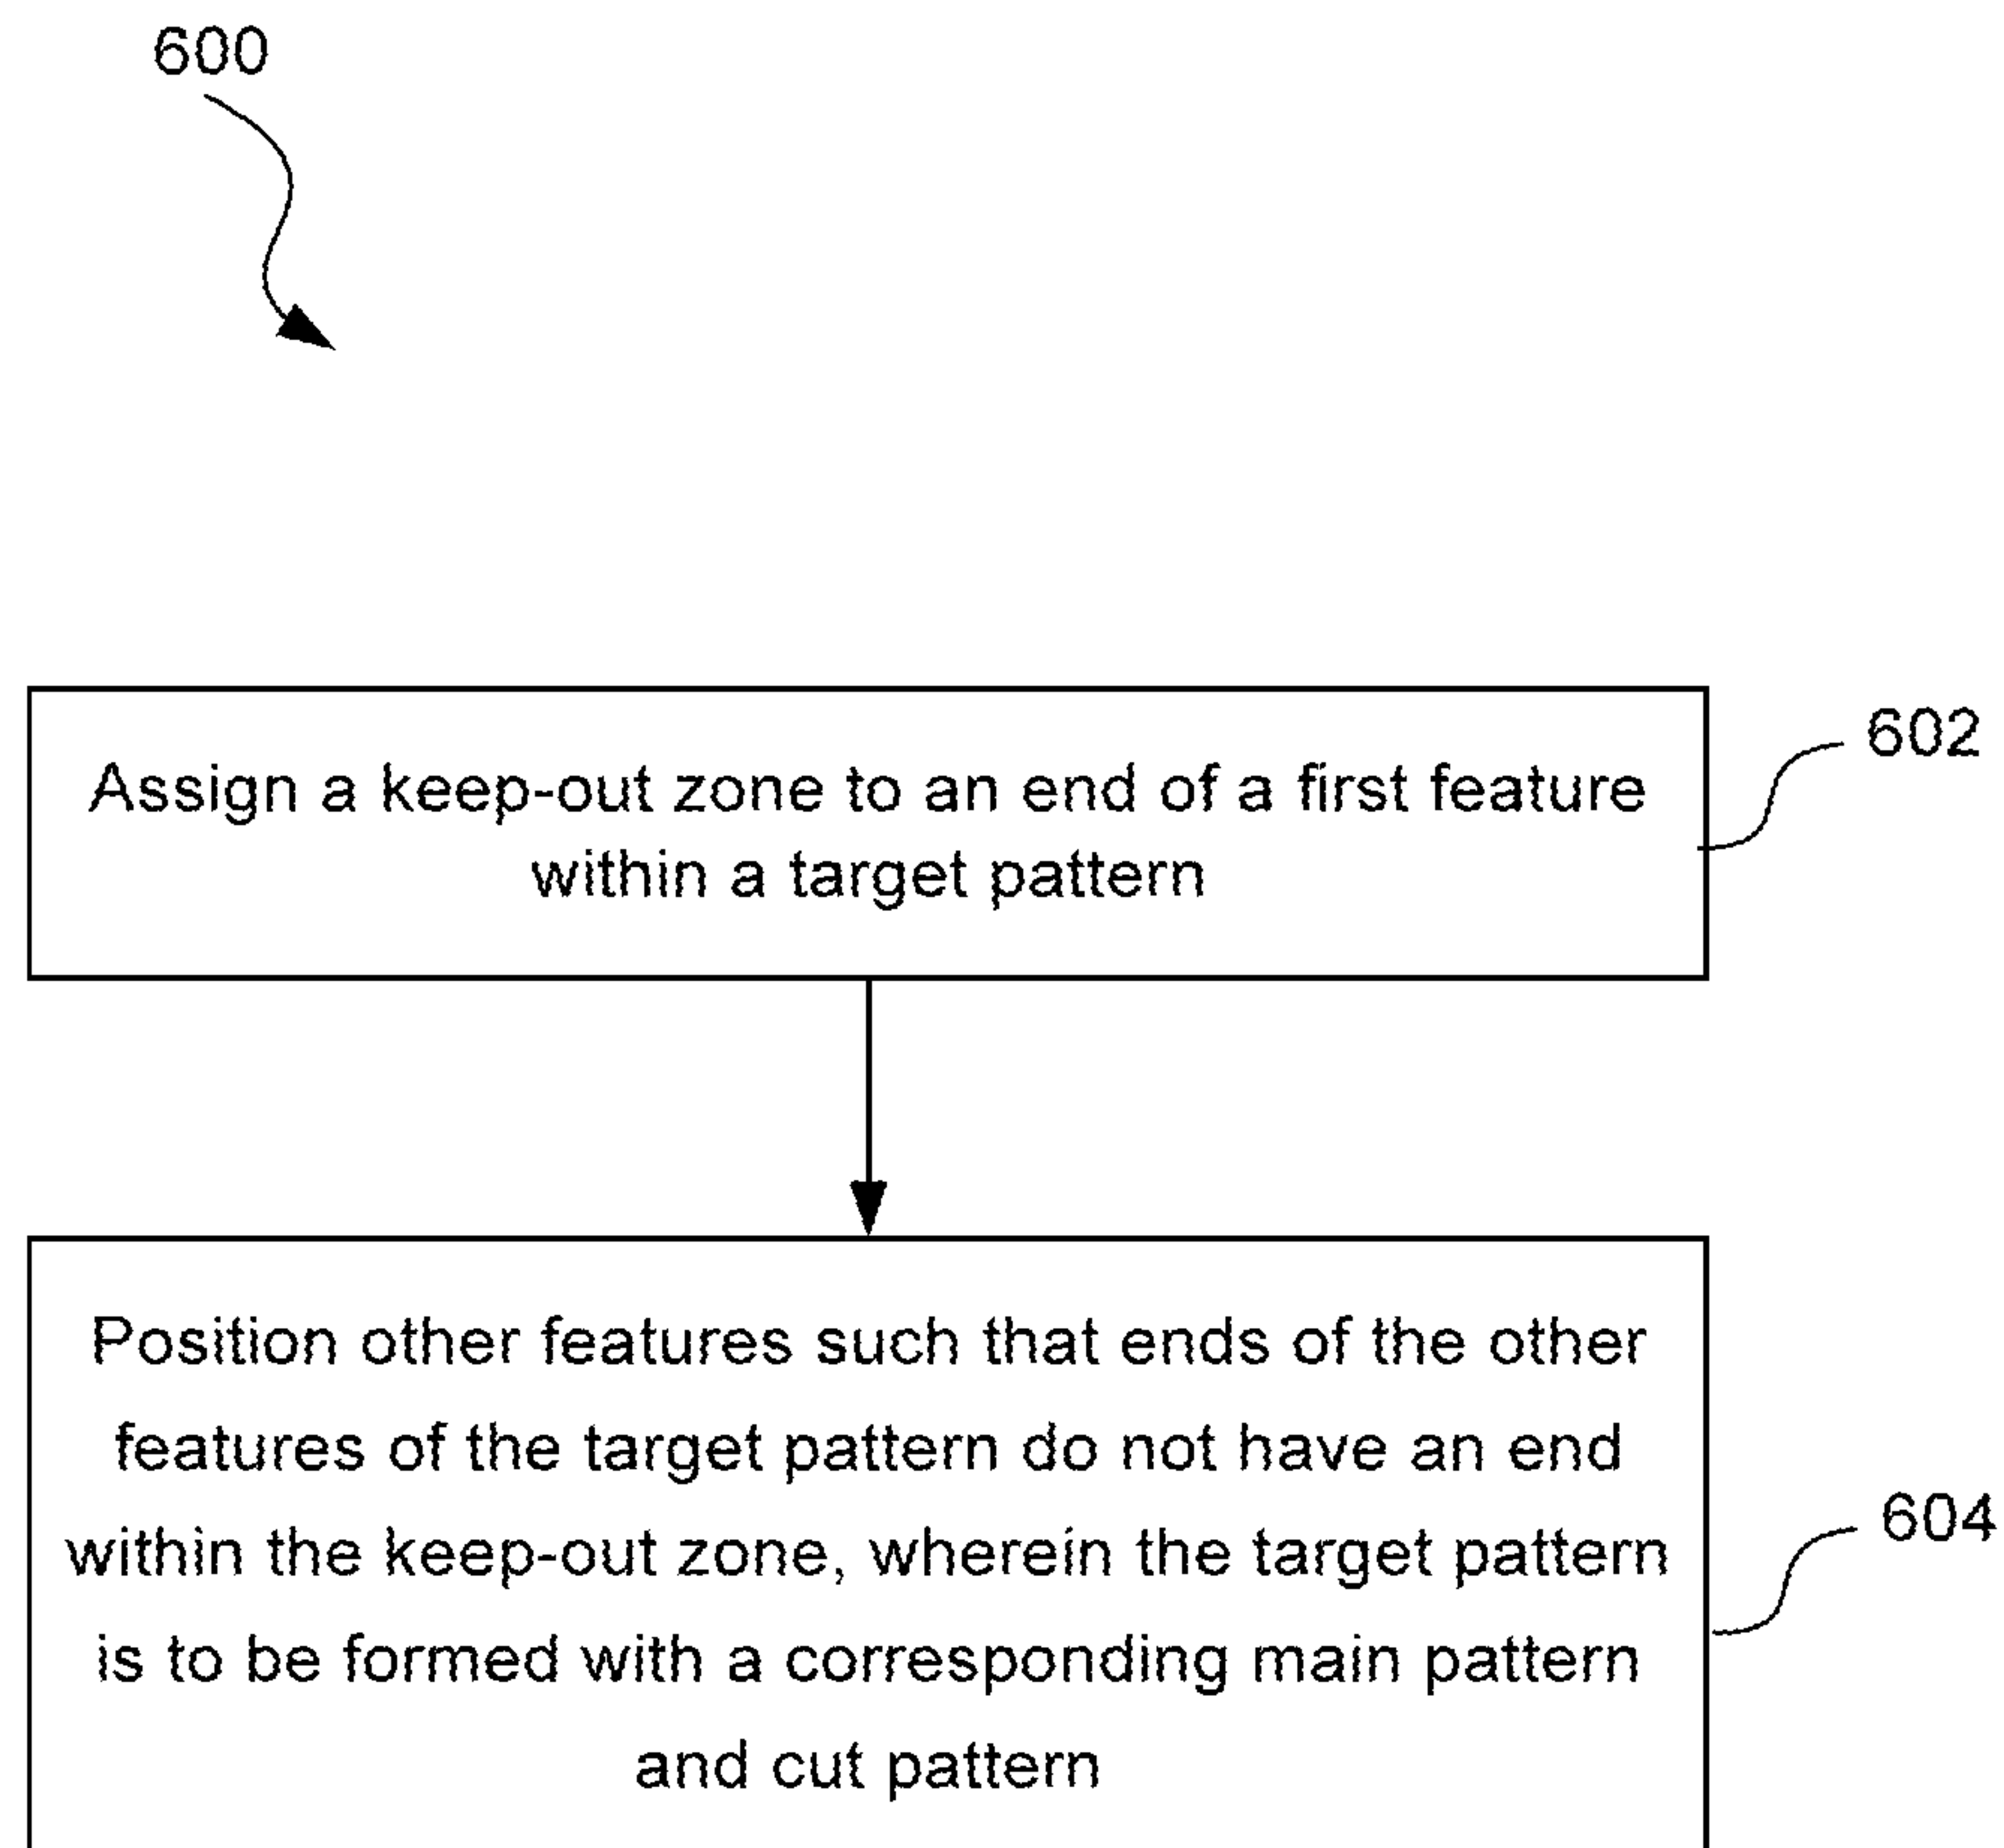 600
Assign a keep-out zone to an end of a first feature
within a target pattern
602
Position other features such that ends of the other
features of the target pattern do not have an end
within the keep-out zone, wherein the target pattern
is to be formed with a corresponding main pattern
and cut pattern
604